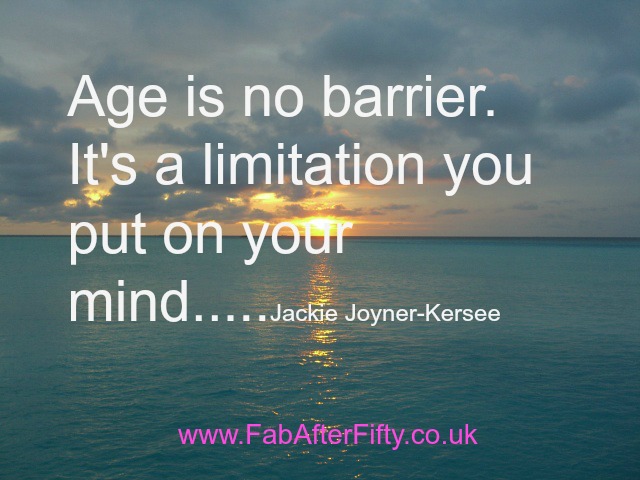 Age is no barrier.
It's a limitation you
put on your
mind.....Jackie Joyner-Kersee
www.FabAfterFifty.co.uk